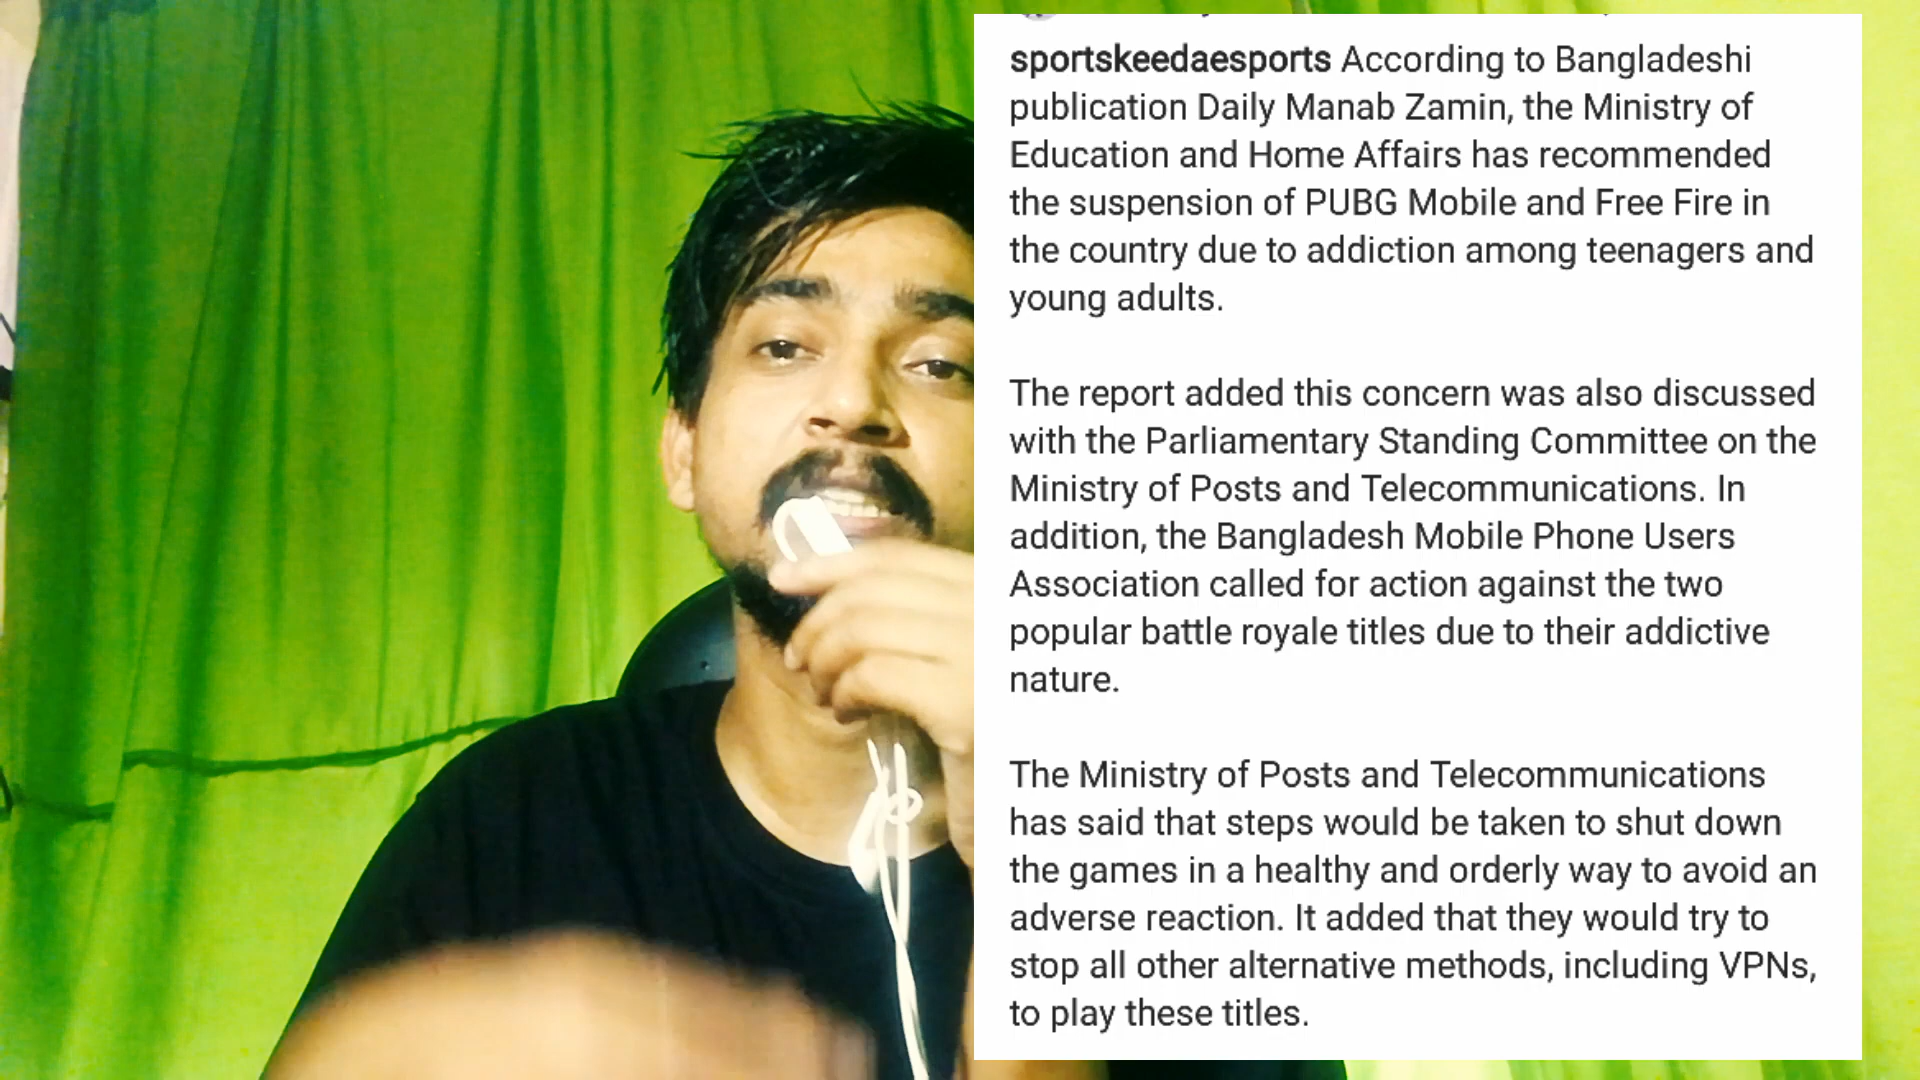 sportskeedaesports According to Bangladeshi
publication Daily Manab Zamin, the Ministry of
Education and Home Affairs has recommended
the suspension of PUBG Mobile and Free Fire in
the country due to addiction among teenagers and
young adults.
The report added this concern was also discussed
with the Parliamentary Standing Committee on the
Ministry of Posts and Telecommunications. In
addition, the Bangladesh Mobile Phone Users
Association called for action against the two
popular battle royale titles due to their addictive
nature.
The Ministry of Posts and Telecommunications
has said that steps would be taken to shut down
the games in a healthy and orderly way to avoid an
adverse reaction. It added that they would try to
stop all other alternative methods, including VPNs,
to play these titles.